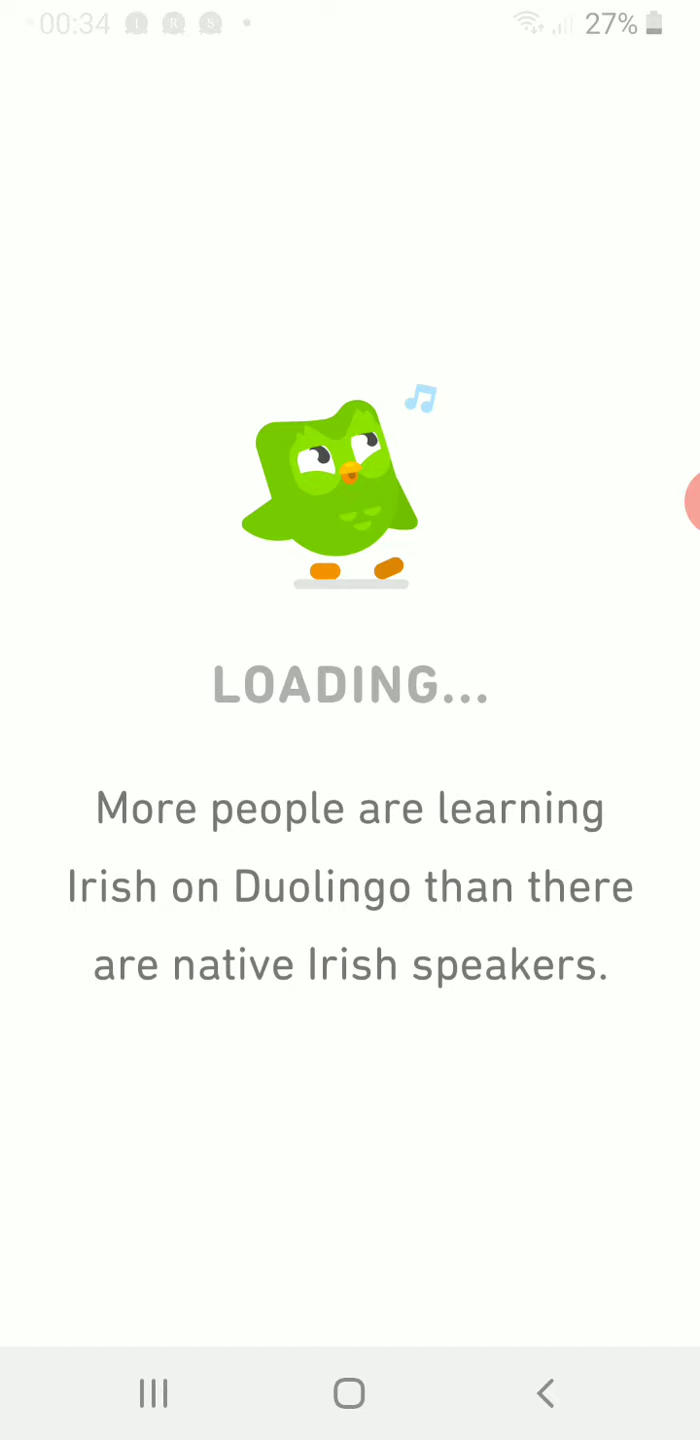 00:34 I R S 27%
LOADING...
More people are learning
Irish on Duolingo than there
are native Irish speakers.